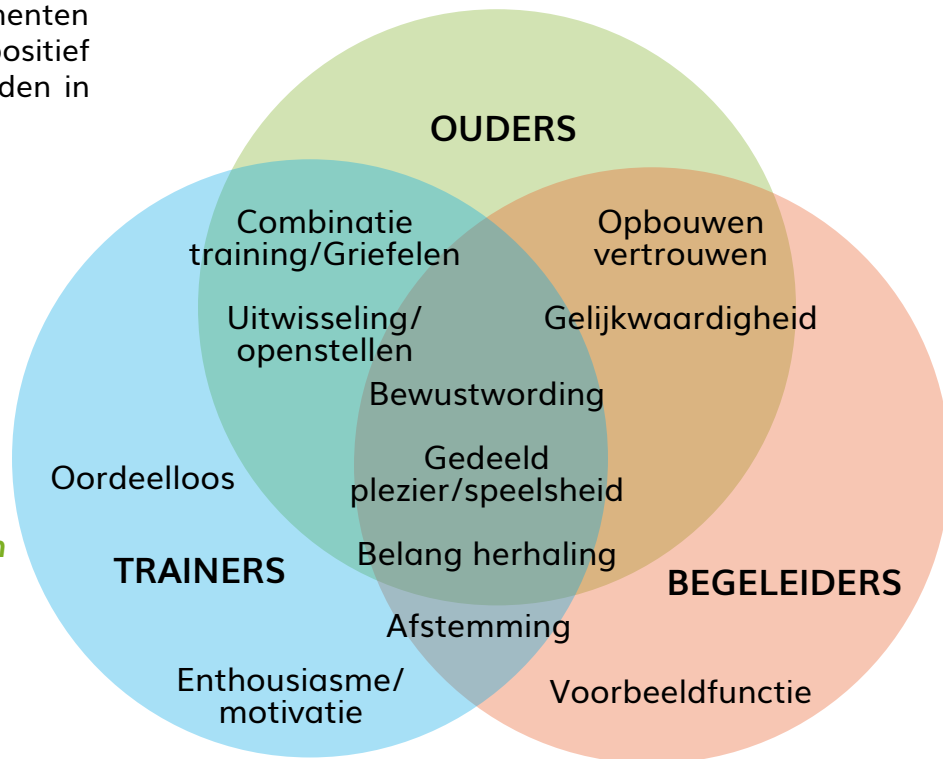 menten
positief
den in
OUDERS
Combinatie
training/Griefelen
Opbouwen
vertrouwen
Uitwisseling/
openstellen
Gelijkwaardigheid
Bewustwording
Gedeeld
plezier/speelsheid
Oordeelloos
Belang herhaling
n
TRAINERS
BEGELEIDERS
Afstemming
Enthousiasme/
motivatie
Voorbeeldfunctie